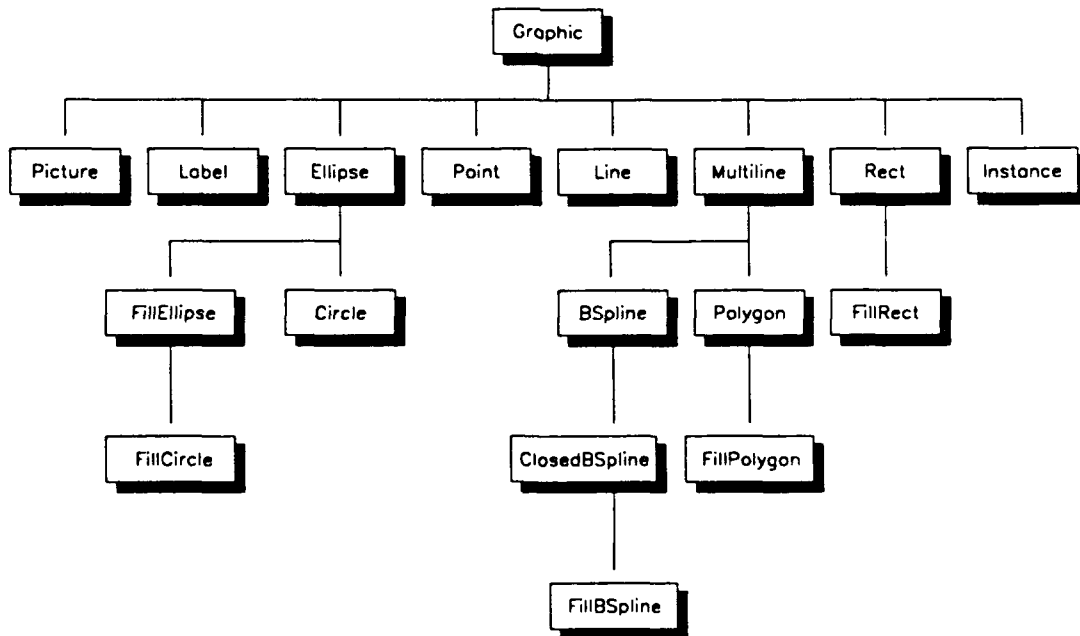 Graphic
Picture
Label
Ellipse
Point
Line
Multiline
Rect
Instance
FillEllipse
Circle
BSpline
Polygon
FillRect
FillCircle
ClosedBSpline
FillPolygon
FillBSpline